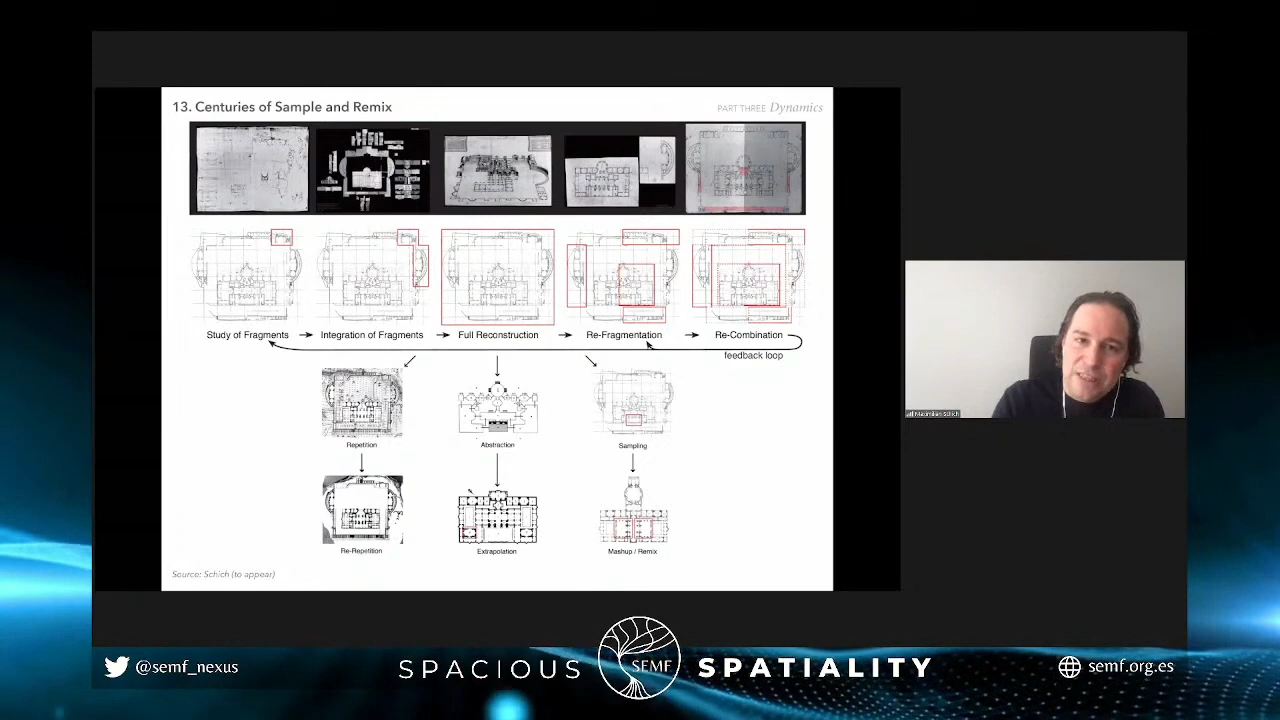 13. Centuries of Sample and Remix
PART THREE Dynamics
Study of Fragments
Integration of Fragments
Full Reconstruction
Re-Fragmentation
Re-Combination
feedback loop
Repetition
Abstraction
Sampling
Re-Repetition
Extrapolation
Mashup / Remix
Source: Schich (to appear)
Maximilian Schich
@semf_nexus
SPACIOUS
SEMF
SPATIALITY
semf.org.es